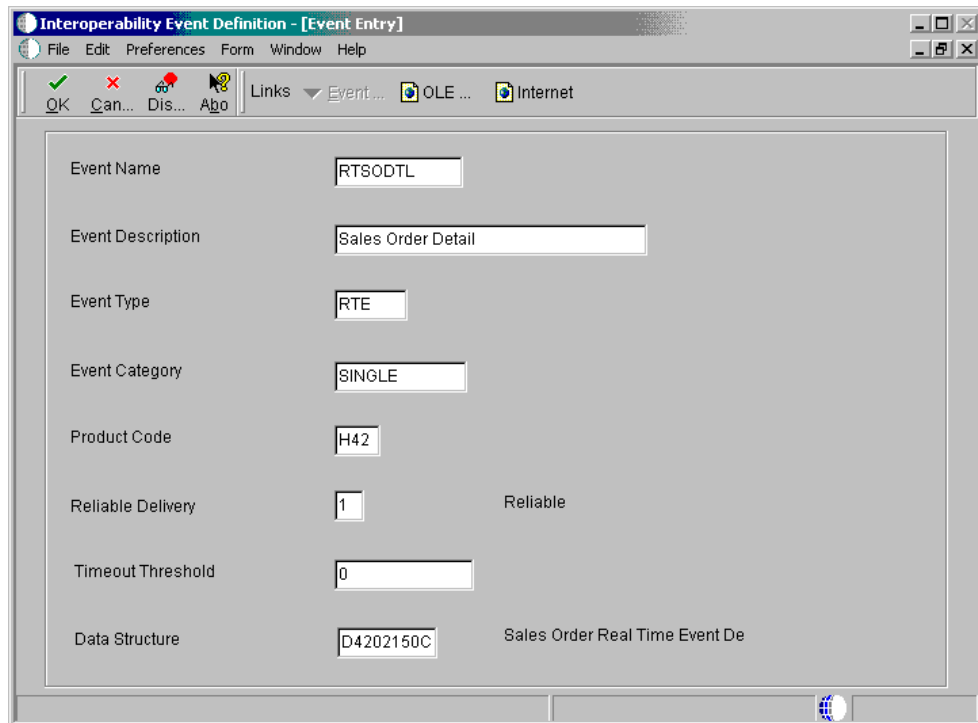 Interoperability Event Definition - [Event Entry]
File Edit Preferences Form Window Help
OK Can... Dis... Abo Links Event ... OLE ... Internet
Event Name RTSODTL
Event Description Sales Order Detail
Event Type RTE
Event Category SINGLE
Product Code H42
Reliable Delivery 1 Reliable
Timeout Threshold 0
Data Structure D4202150C Sales Order Real Time Event De